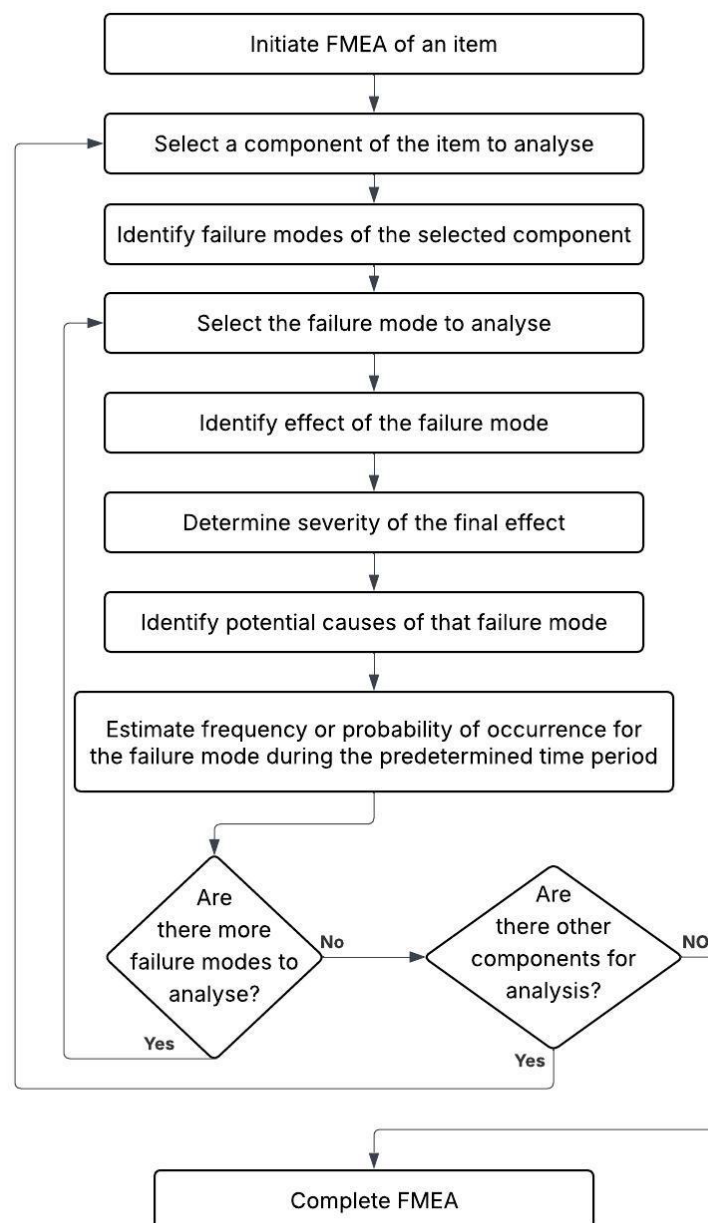 Initiate FMEA of an item
Select a component of the item to analyse
Identify failure modes of the selected component
Select the failure mode to analyse
Identify effect of the failure mode
Determine severity of the final effect
Identify potential causes of that failure mode
Estimate frequency or probability of occurrence for
the failure mode during the predetermined time period
Are
there more
failure modes to
analyse?
No
Yes
Are
there other
components for
analysis?
NO
Yes
Complete FMEA